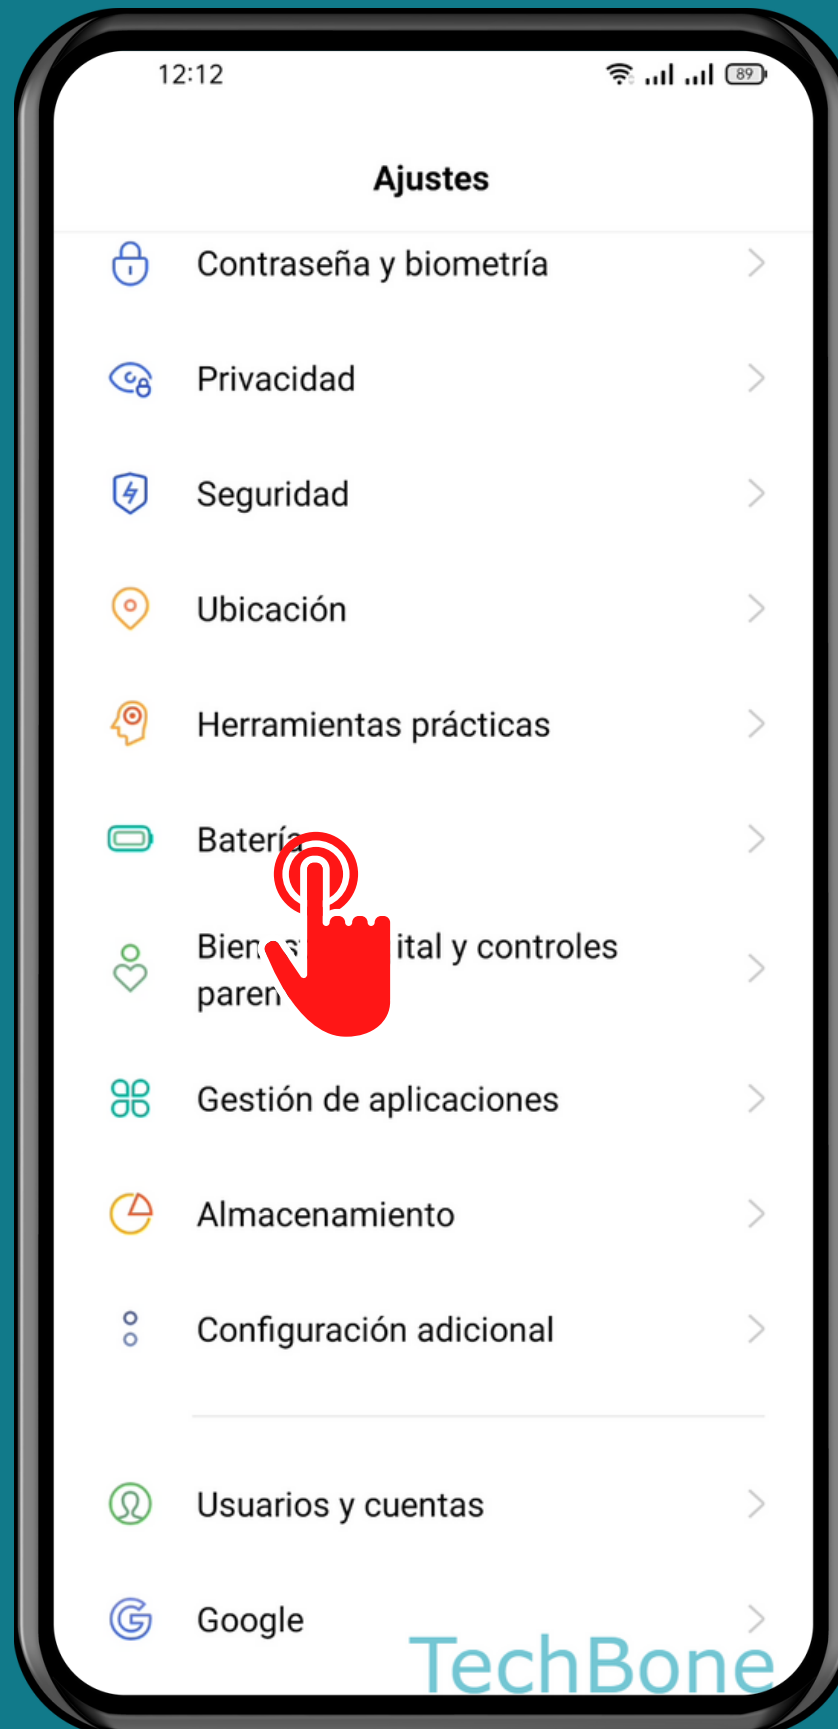 12:12
89
Ajustes
Contraseña y biometría
Privacidad
Seguridad
Ubicación
Herramientas prácticas
Batería
ital y controles
Gestión de aplicaciones
Almacenamiento
Configuración adicional
Usuarios y cuentas
Google
TechBone